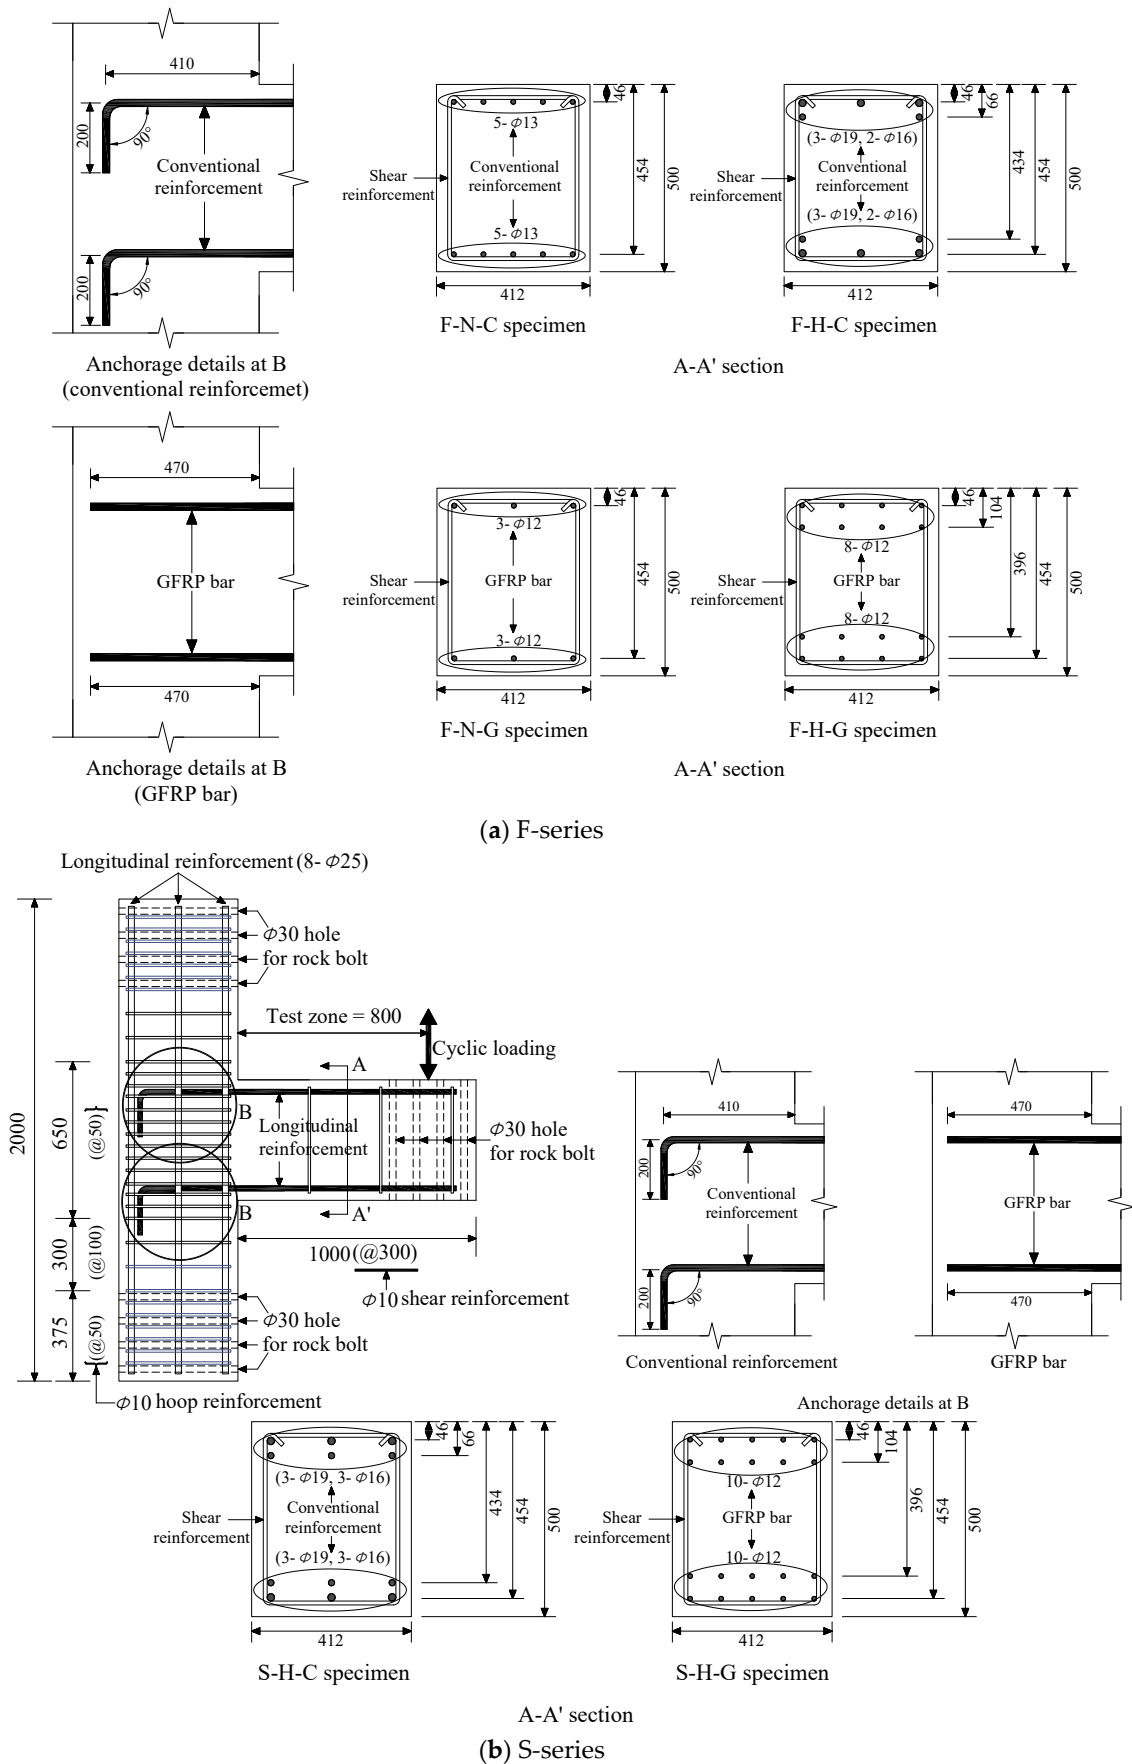 410
200
90°
Conventional
reinforcement
200
90°
Anchorage details at B
(conventional reinforcemet)
5-Φ13
Shear
reinforcement
Conventional
reinforcement
5-Φ13
46
454
500
412
F-N-C specimen
(3-Φ19, 2-Φ16)
Shear
reinforcement
Conventional
reinforcement
(3-Φ19, 2-Φ16)
46
66
434
454
500
412
F-H-C specimen
A-A' section
470
GFRP bar
470
Anchorage details at B
(GFRP bar)
3-Φ12
Shear
reinforcement
GFRP bar
3-Φ12
46
454
500
412
F-N-G specimen
8-Φ12
Shear
reinforcement
GFRP bar
8-Φ12
46
104
396
454
500
412
F-H-G specimen
A-A' section
(a) F-series
Longitudinal reinforcement (8-Φ25)
Φ30 hole
for rock bolt
Test zone = 800
Cyclic loading
A
B
Longitudinal
reinforcement
Φ30 hole
for rock bolt
B
A'
1000 (@300)
Φ10 shear reinforcement
Φ30 hole
for rock bolt
2000
650
(@50)
300
(@100)
375
(@50)
Φ10 hoop reinforcement
410
200
90°
Conventional
reinforcement
200
90°
Conventional reinforcement
470
GFRP bar
470
GFRP bar
Anchorage details at B
(3-Φ19, 3-Φ16)
Shear
reinforcement
Conventional
reinforcement
(3-Φ19, 3-Φ16)
46
66
434
454
500
412
S-H-C specimen
10-Φ12
Shear
reinforcement
GFRP bar
10-Φ12
46
104
396
454
500
412
S-H-G specimen
A-A' section
(b) S-series